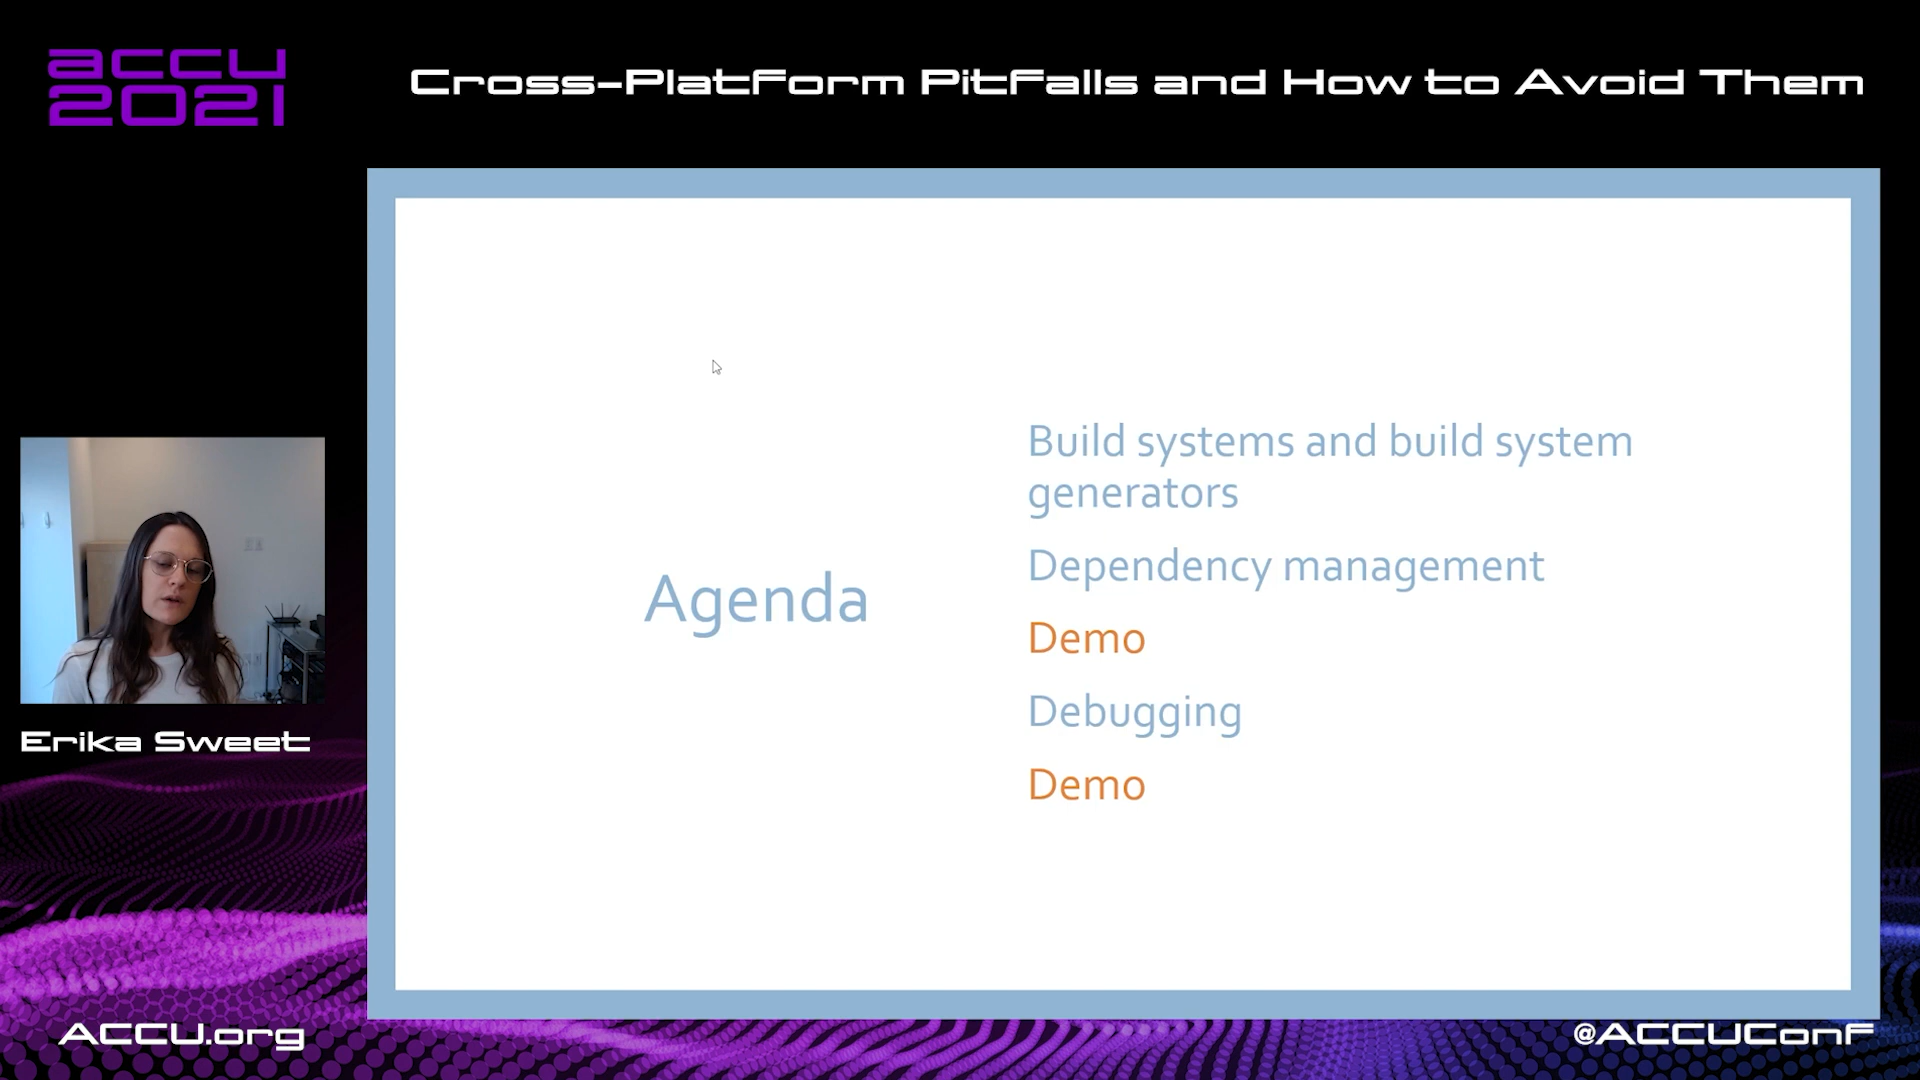 accu
2021
Cross-Platform Pitfalls and How to Avoid Them
Agenda
Build systems and build system
generators
Dependency management
Demo
Debugging
Demo
Erika Sweet
ACCU.org
@ACCUConf